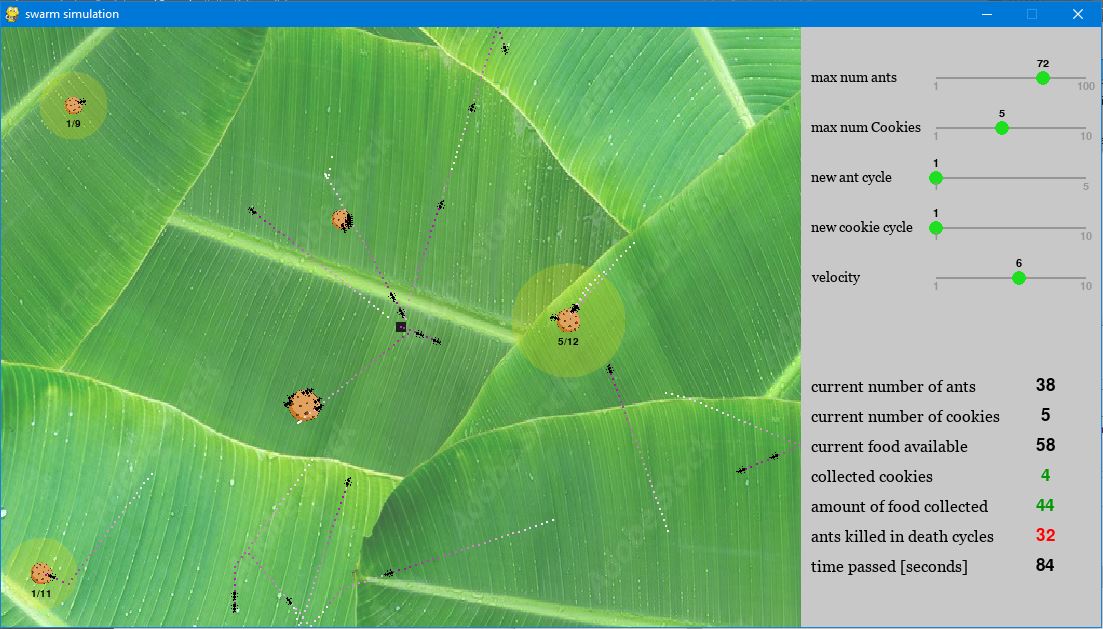 swarm simulation
1/9
5/12
1/11
72
max num ants
1 100
5
max num Cookies
1 10
1
new ant cycle
5
1
new cookie cycle
10
6
velocity
1 10
current number of ants 38
current number of cookies 5
current food available 58
collected cookies 4
amount of food collected 44
ants killed in death cycles 32
time passed [seconds] 84